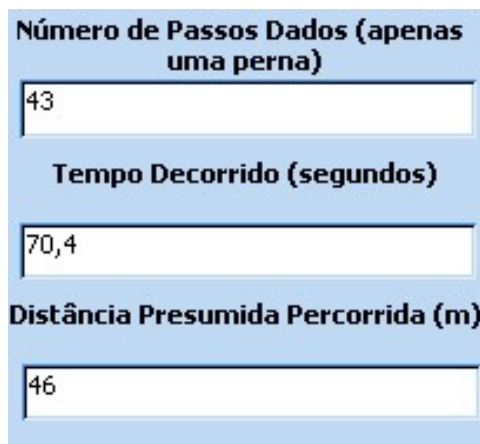 Número de Passos Dados (apenas
uma perna)
43
Tempo Decorrido (segundos)
70,4
Distância Presumida Percorrida (m)
46